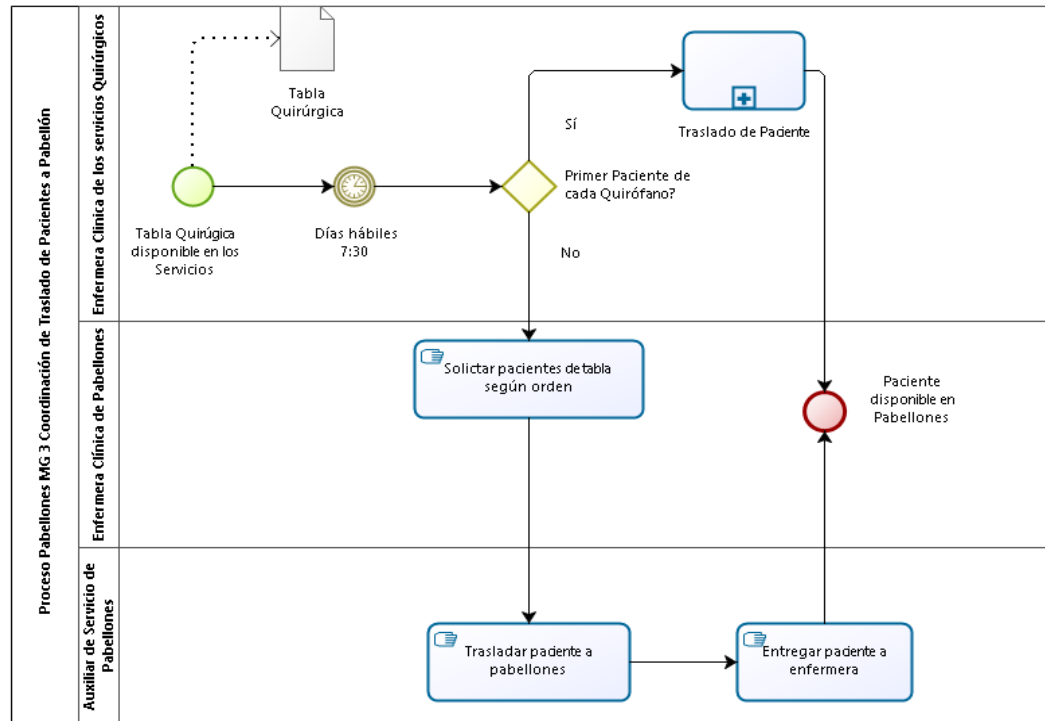 Proceso Pabellones MG 3 Coordinación de Traslado de Pacientes a Pabellón
Enfermera Clínica de los servicios Quirúrgicos
Tabla
Quirúrgica
Traslado de Paciente
Sí
Primer Paciente de
cada Quirófano?
Tabla Quirúgica
disponible en los
Servicios
Días hábiles
7:30
No
Enfermera Clínica de Pabellones
Solictar pacientes de tabla
según orden
Paciente
disponible en
Pabellones
Auxiliar de Servicio de
Pabellones
Trasladar paciente a
pabellones
Entregar paciente a
enfermera